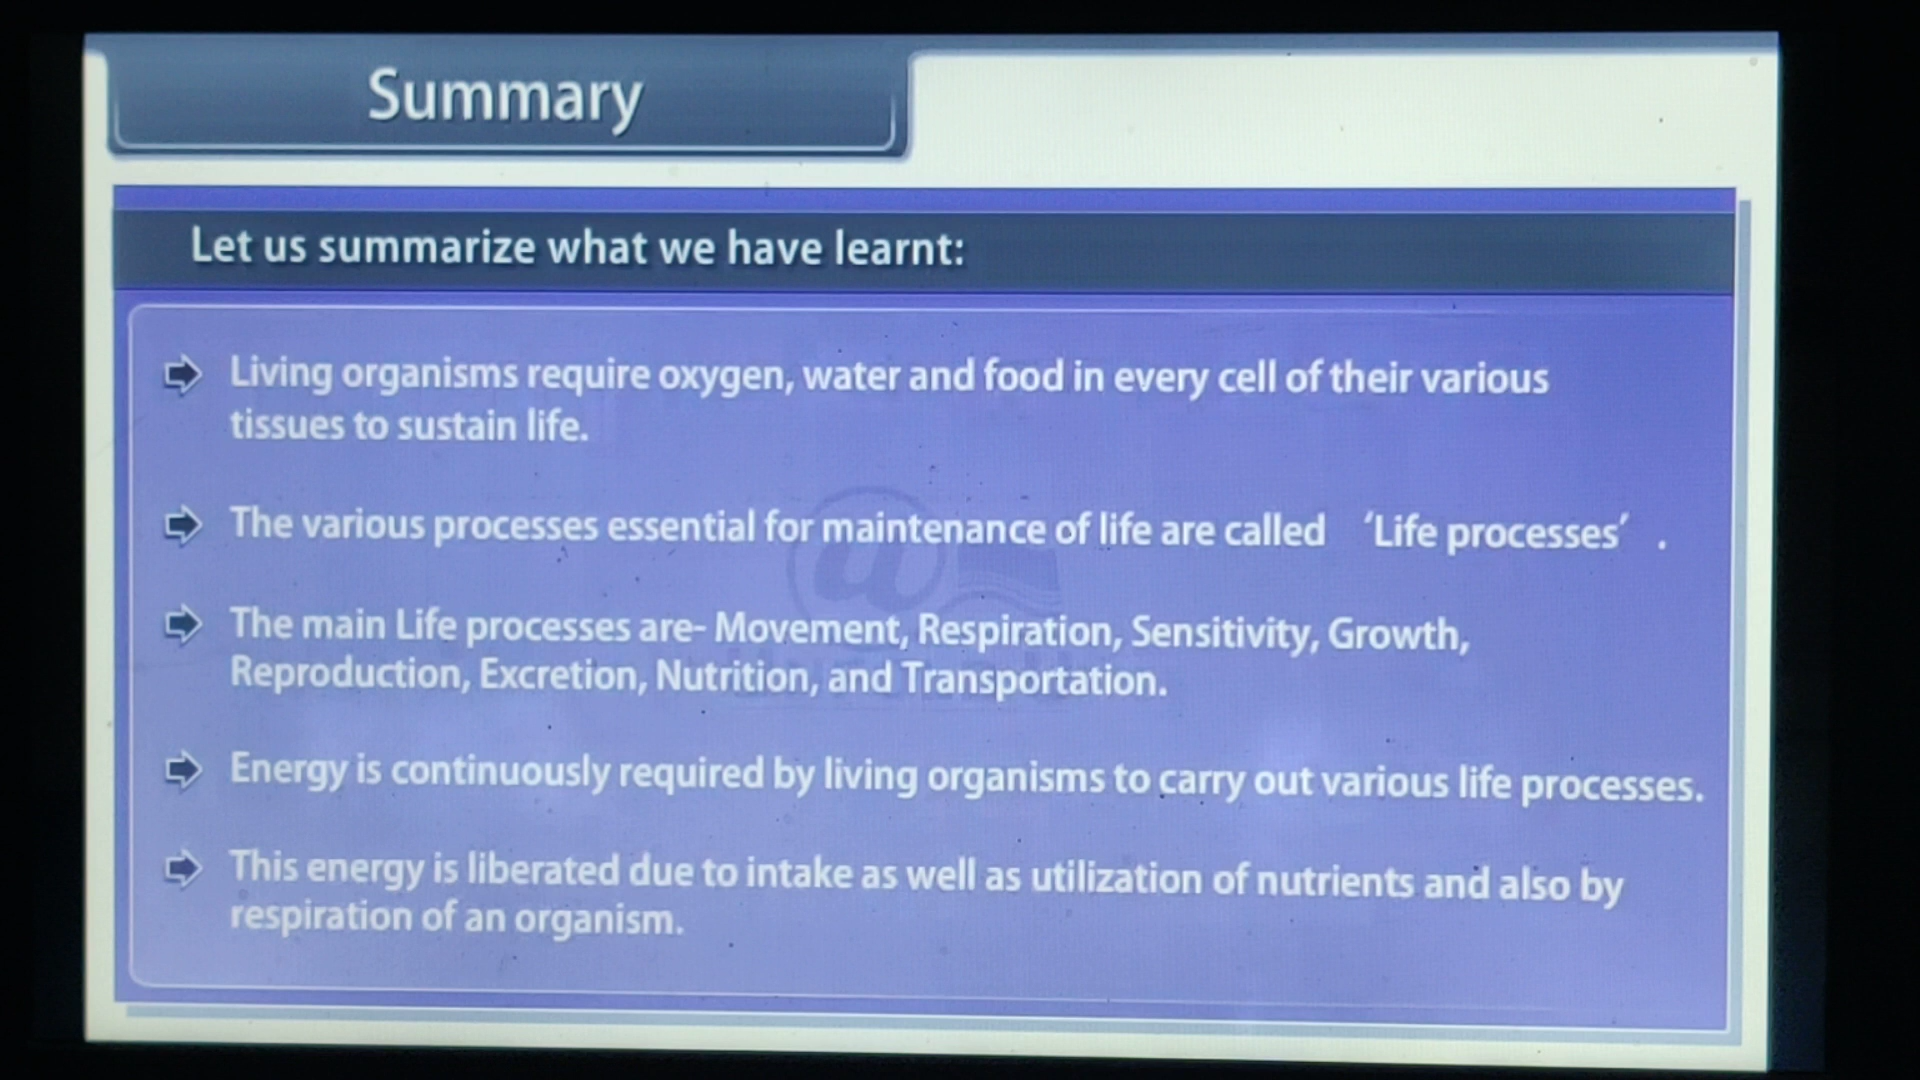 Summary
Let us summarize what we have learnt:
Living organisms require oxygen, water and food in every cell of their various
tissues to sustain life.
The various processes essential for maintenance of life are called ‘Life processes’ .
The main Life processes are- Movement, Respiration, Sensitivity, Growth,
Reproduction, Excretion, Nutrition, and Transportation.
Energy is continuously required by living organisms to carry out various life processes.
This energy is liberated due to intake as well as utilization of nutrients and also by
respiration of an organism.